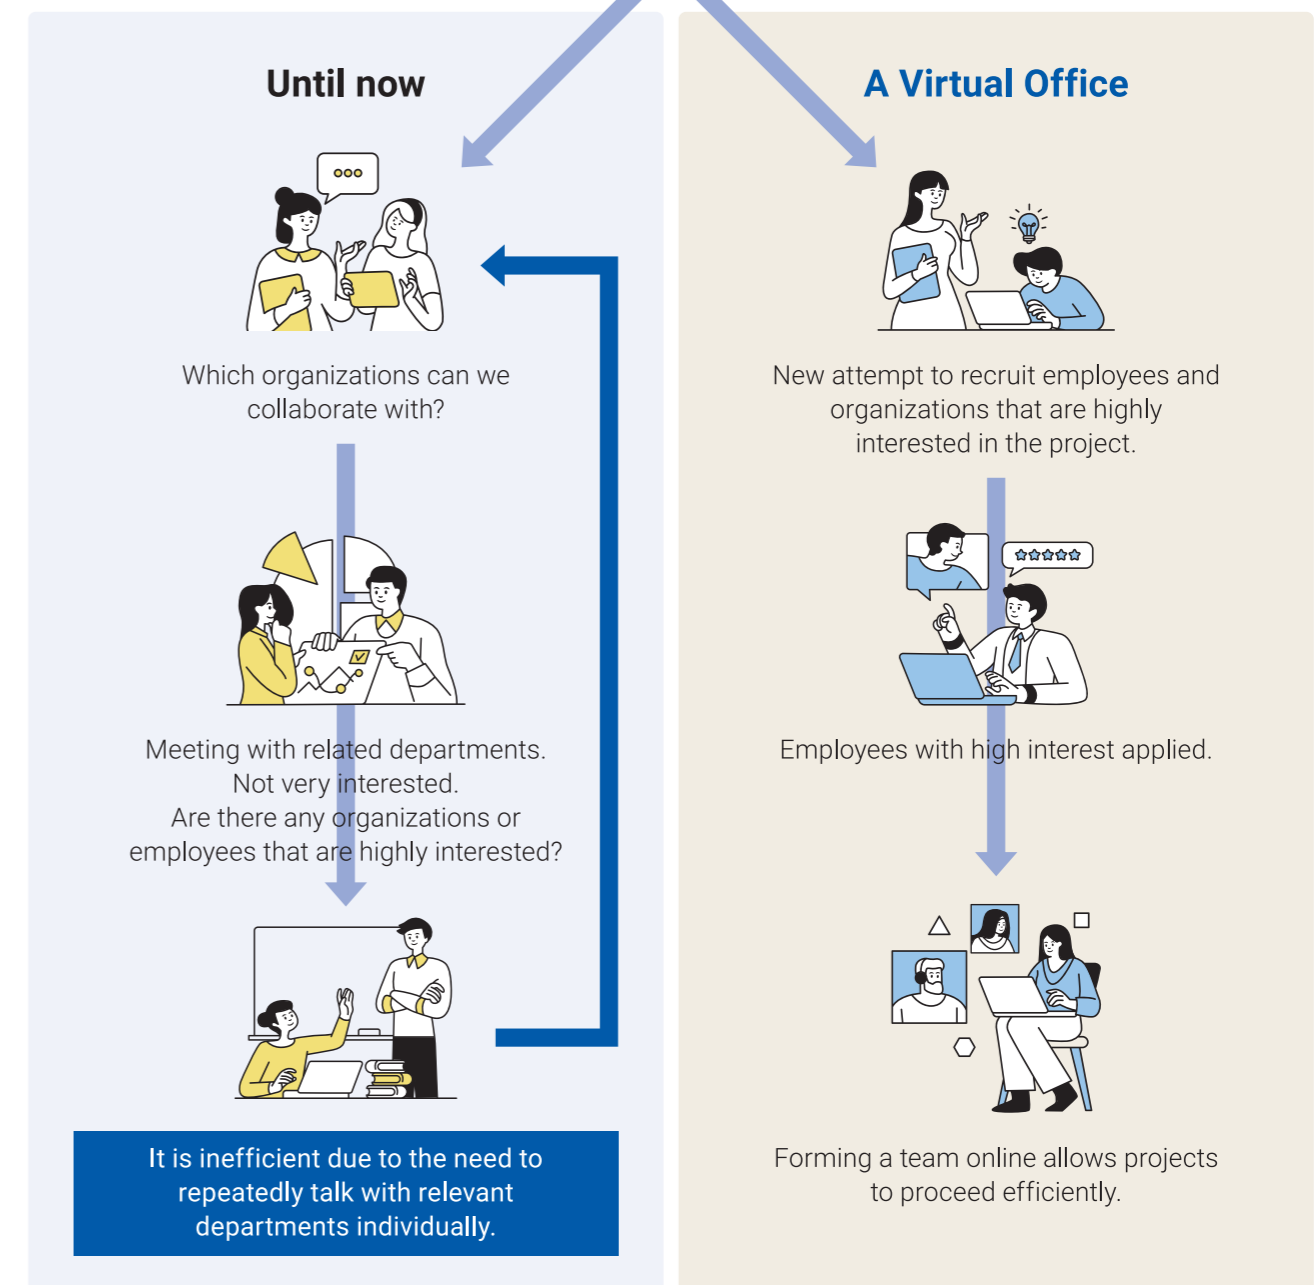 Until now
Which organizations can we
collaborate with?
Meeting with related departments.
Not very interested.
Are there any organizations or
employees that are highly interested?
It is inefficient due to the need to
repeatedly talk with relevant
departments individually.
A Virtual Office
New attempt to recruit employees and
organizations that are highly
interested in the project.
Employees with high interest applied.
Forming a team online allows projects
to proceed efficiently.